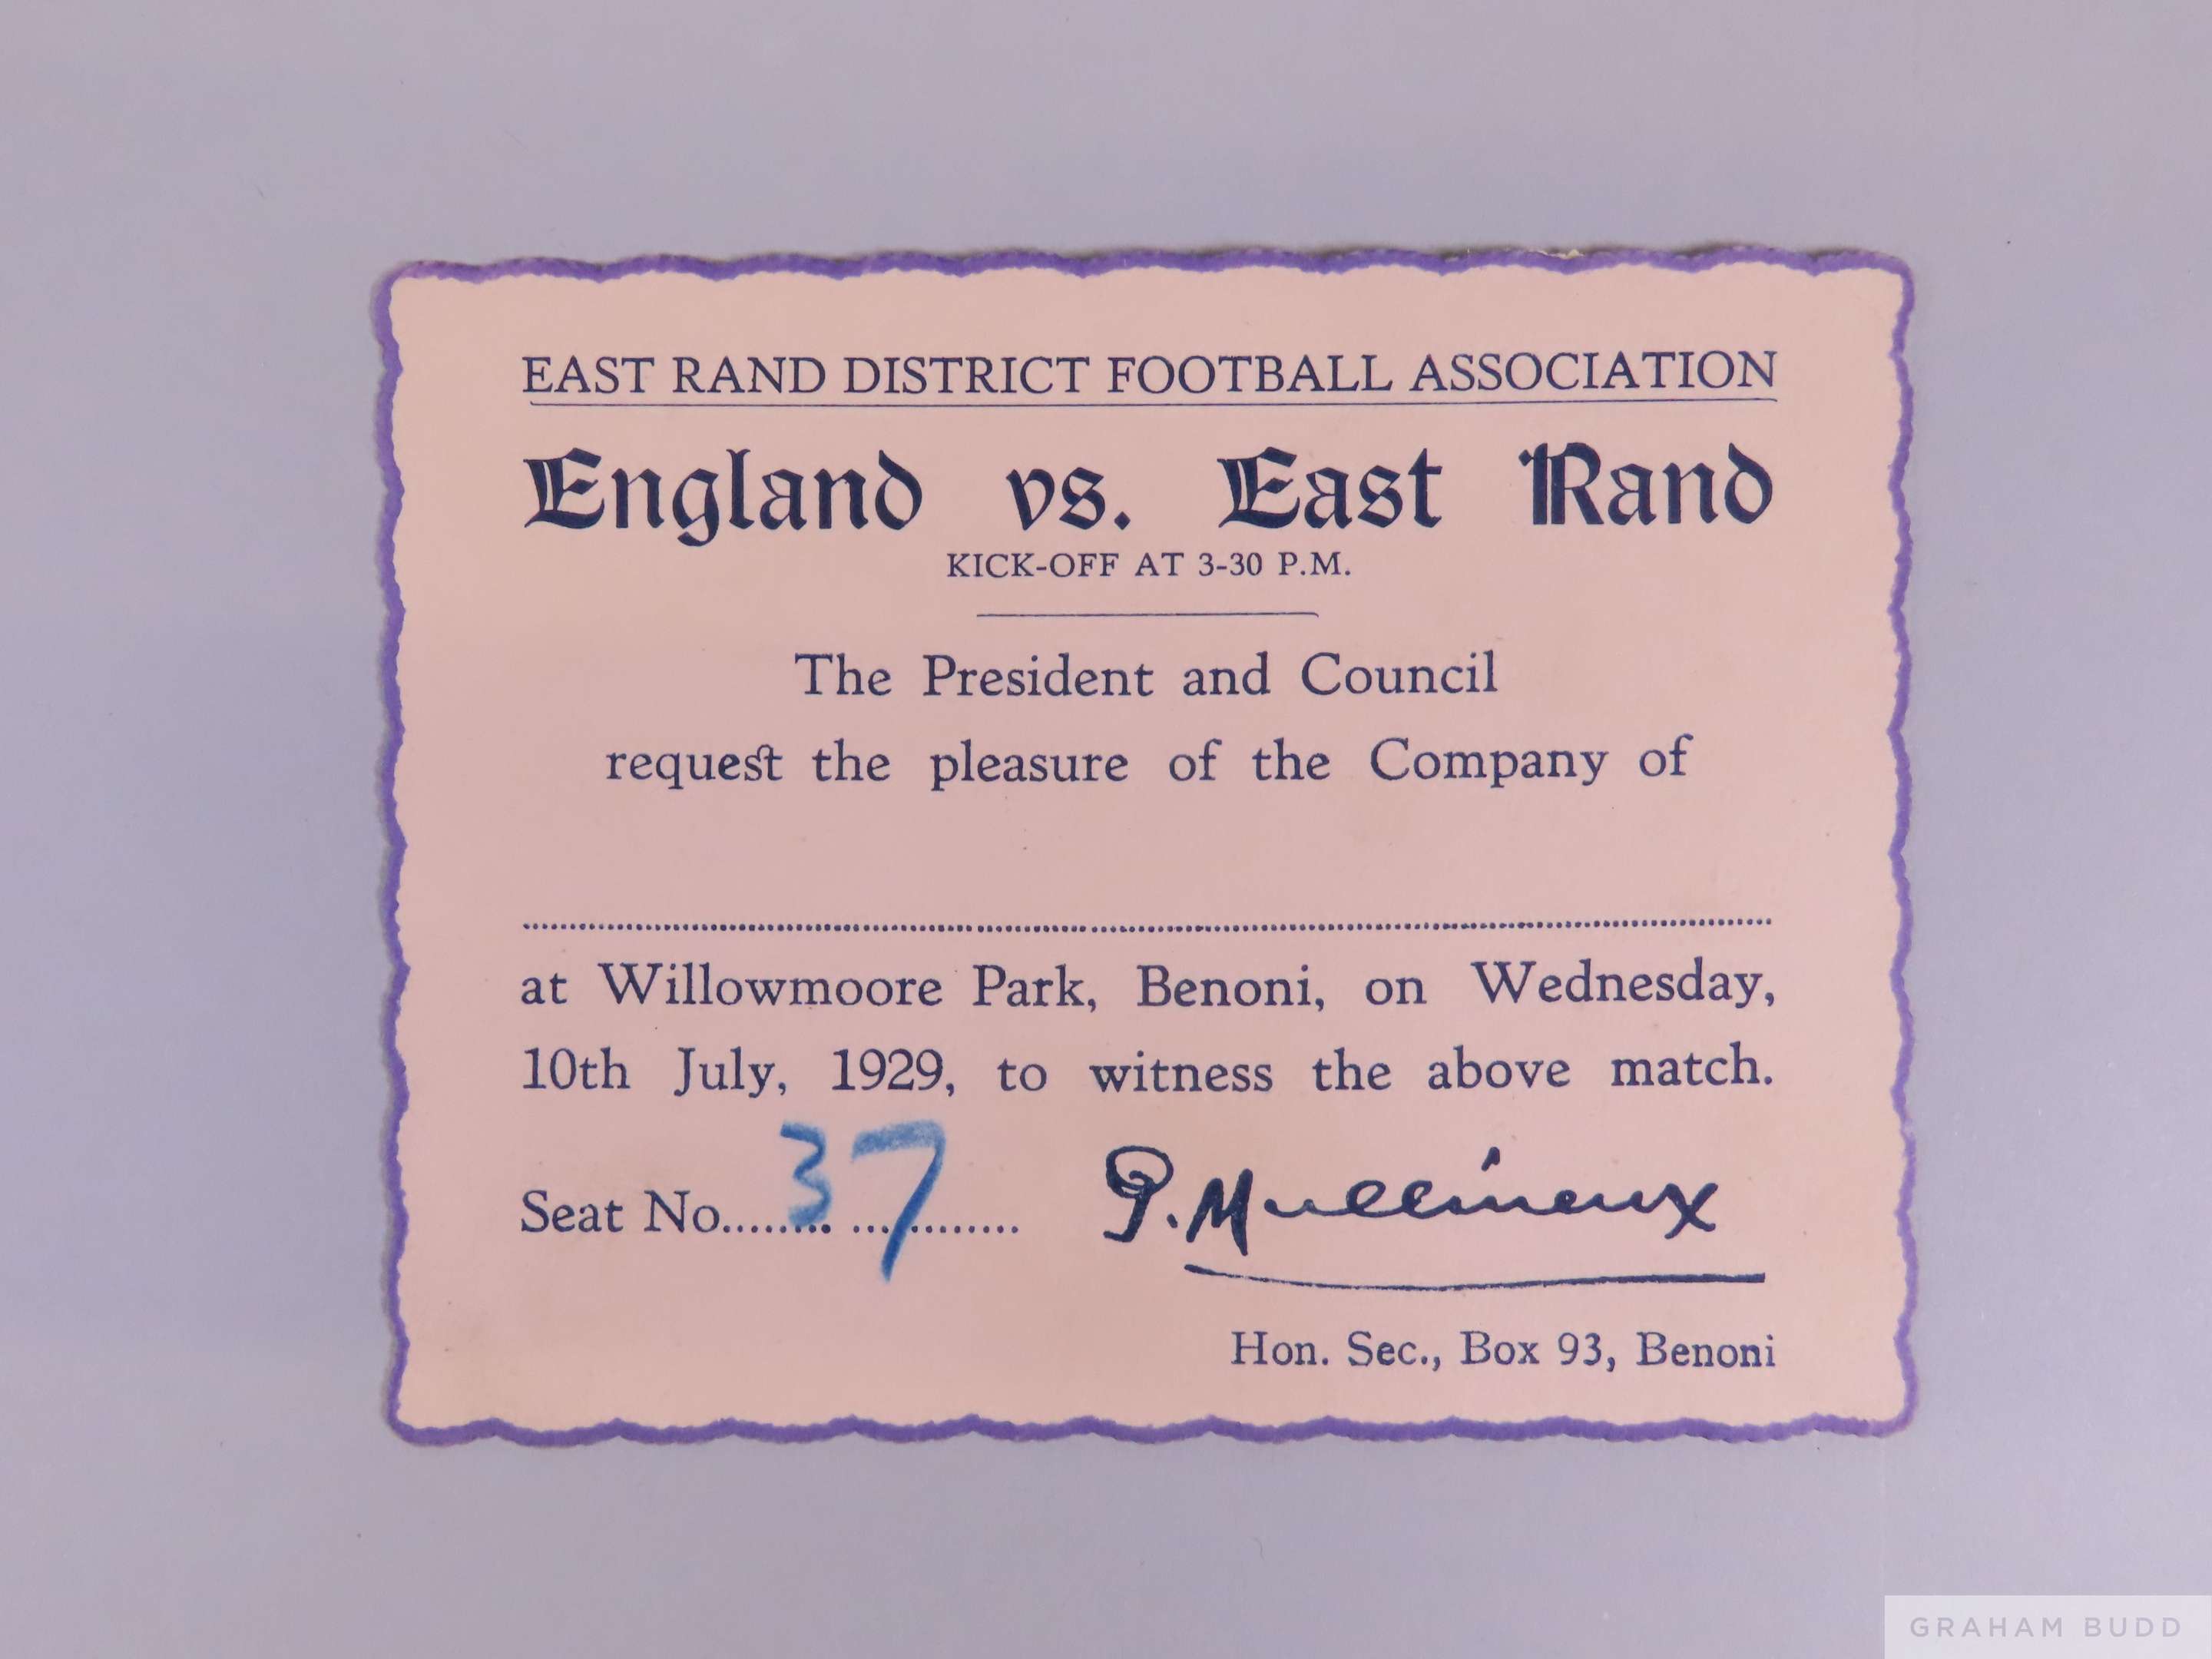 EAST RAND DISTRICT FOOTBALL ASSOCIATION
England vs. East Rand
KICK-OFF AT 3-30 P.M.
The President and Council
request the pleasure of the Company of
at Willowmoore Park, Benoni, on Wednesday,
10th July, 1929, to witness the above match.
Seat No. 37 P. Mullineux
Hon. Sec., Box 93, Benoni
GRAHAM BUDD